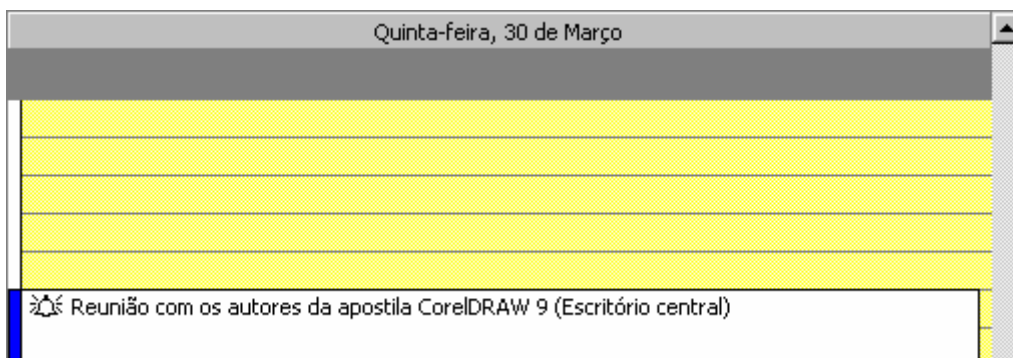 Quinta-feira, 30 de Março
Reunião com os autores da apostila CorelDRAW 9 (Escritório central)